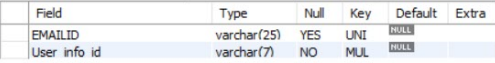 Field Type Null Key Default Extra
EMAILID varchar(25) YES UNI NULL
User_info_id varchar(7) NO MUL NULL